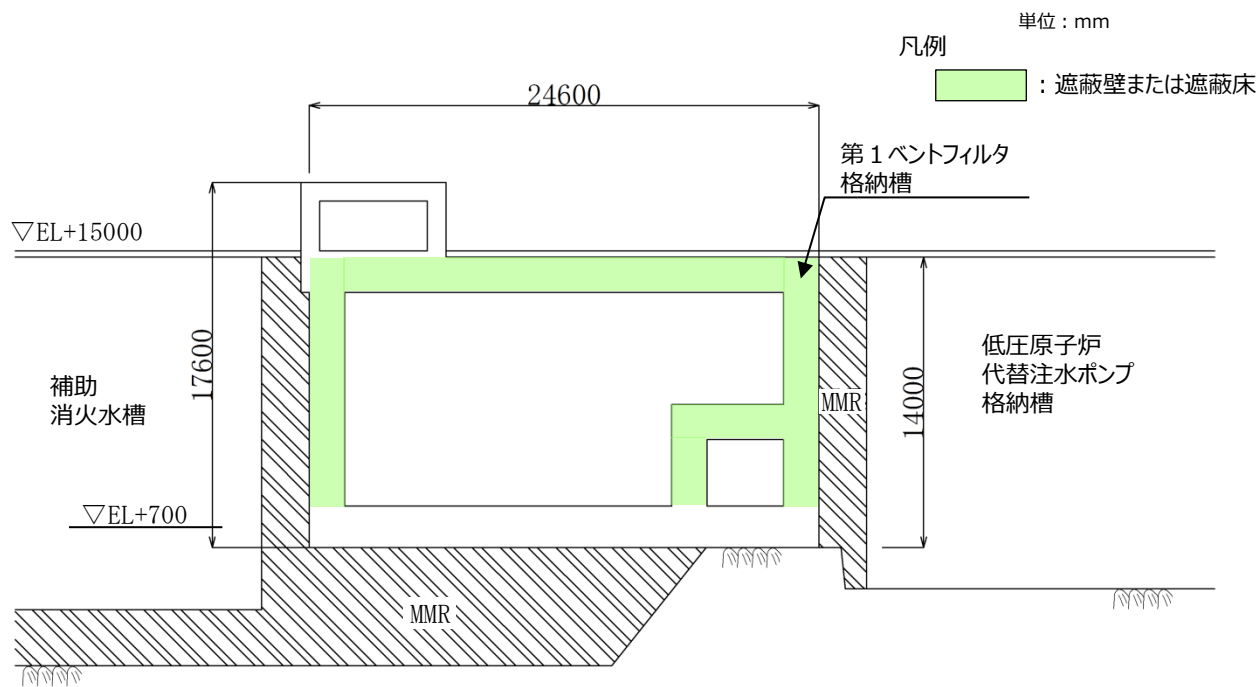 単位：mm
凡例
：遮蔽壁または遮蔽床
24600
第１ベントフィルタ
格納槽
▽EL+15000
17600
補助
消火水槽
MMR
14000
低圧原子炉
代替注水ポンプ
格納槽
▽EL+700
MMR